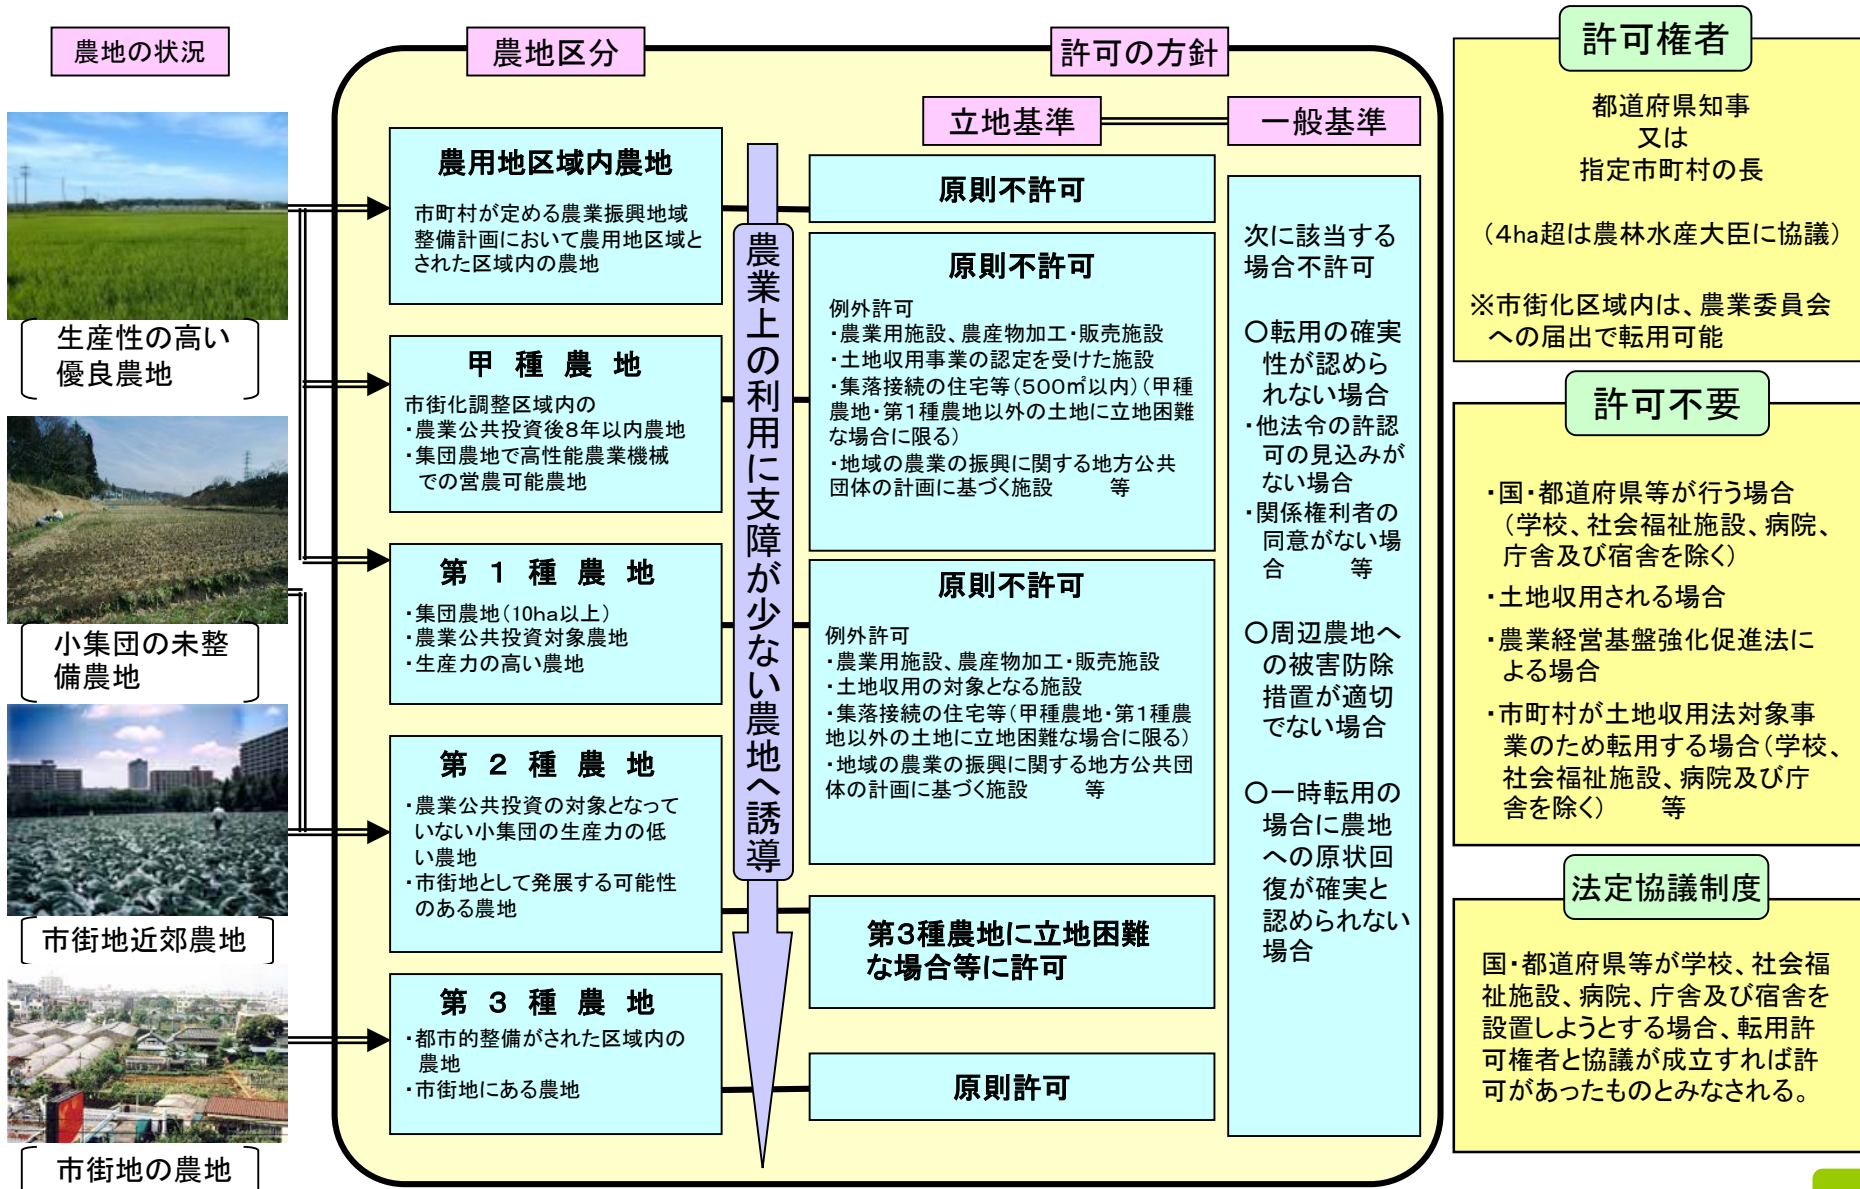 農地の状況
生産性の高い
優良農地
小集団の未整
備農地
市街地近郊農地
市街地の農地
農地区分
農用地区域内農地
市町村が定める農業振興地域
整備計画において農用地区域と
された区域内の農地
甲 種 農 地
市街化調整区域内の
・農業公共投資後8年以内農地
・集団農地で高性能農業機械
での営農可能農地
第 1 種 農 地
・集団農地(10ha以上)
・農業公共投資対象農地
・生産力の高い農地
第 2 種 農 地
・農業公共投資の対象となって
いない小集団の生産力の低
い農地
・市街地として発展する可能性
のある農地
第 3 種 農 地
・都市的整備がされた区域内の
農地
・市街地にある農地
農業上の利用に支障が少ない農地へ誘導
許可の方針
立地基準
原則不許可
原則不許可
例外許可
・農業用施設、農産物加工・販売施設
・土地収用事業の認定を受けた施設
・集落接続の住宅等(500㎡以内)(甲種
農地・第1種農地以外の土地に立地困難
な場合に限る)
・地域の農業の振興に関する地方公共
団体の計画に基づく施設 等
原則不許可
例外許可
・農業用施設、農産物加工・販売施設
・土地収用の対象となる施設
・集落接続の住宅等(甲種農地・第1種農
地以外の土地に立地困難な場合に限る)
・地域の農業の振興に関する地方公共団
体の計画に基づく施設 等
第3種農地に立地困難
な場合等に許可
原則許可
一般基準
次に該当する
場合不許可
○転用の確実
性が認めら
れない場合
・他法令の許認
可の見込みが
ない場合
・関係権利者の
同意がない場
合 等
○周辺農地へ
の被害防除
措置が適切
でない場合
○一時転用の
場合に農地
への原状回
復が確実と
認められない
場合
許可権者
都道府県知事
又は
指定市町村の長
(4ha超は農林水産大臣に協議)
※市街化区域内は、農業委員会
への届出で転用可能
許可不要
・国・都道府県等が行う場合
(学校、社会福祉施設、病院、
庁舎及び宿舎を除く)
・土地収用される場合
・農業経営基盤強化促進法に
よる場合
・市町村が土地収用法対象事
業のため転用する場合(学校、
社会福祉施設、病院及び庁
舎を除く) 等
法定協議制度
国・都道府県等が学校、社会福
祉施設、病院、庁舎及び宿舎を
設置しようとする場合、転用許
可権者と協議が成立すれば許
可があったものとみなされる。